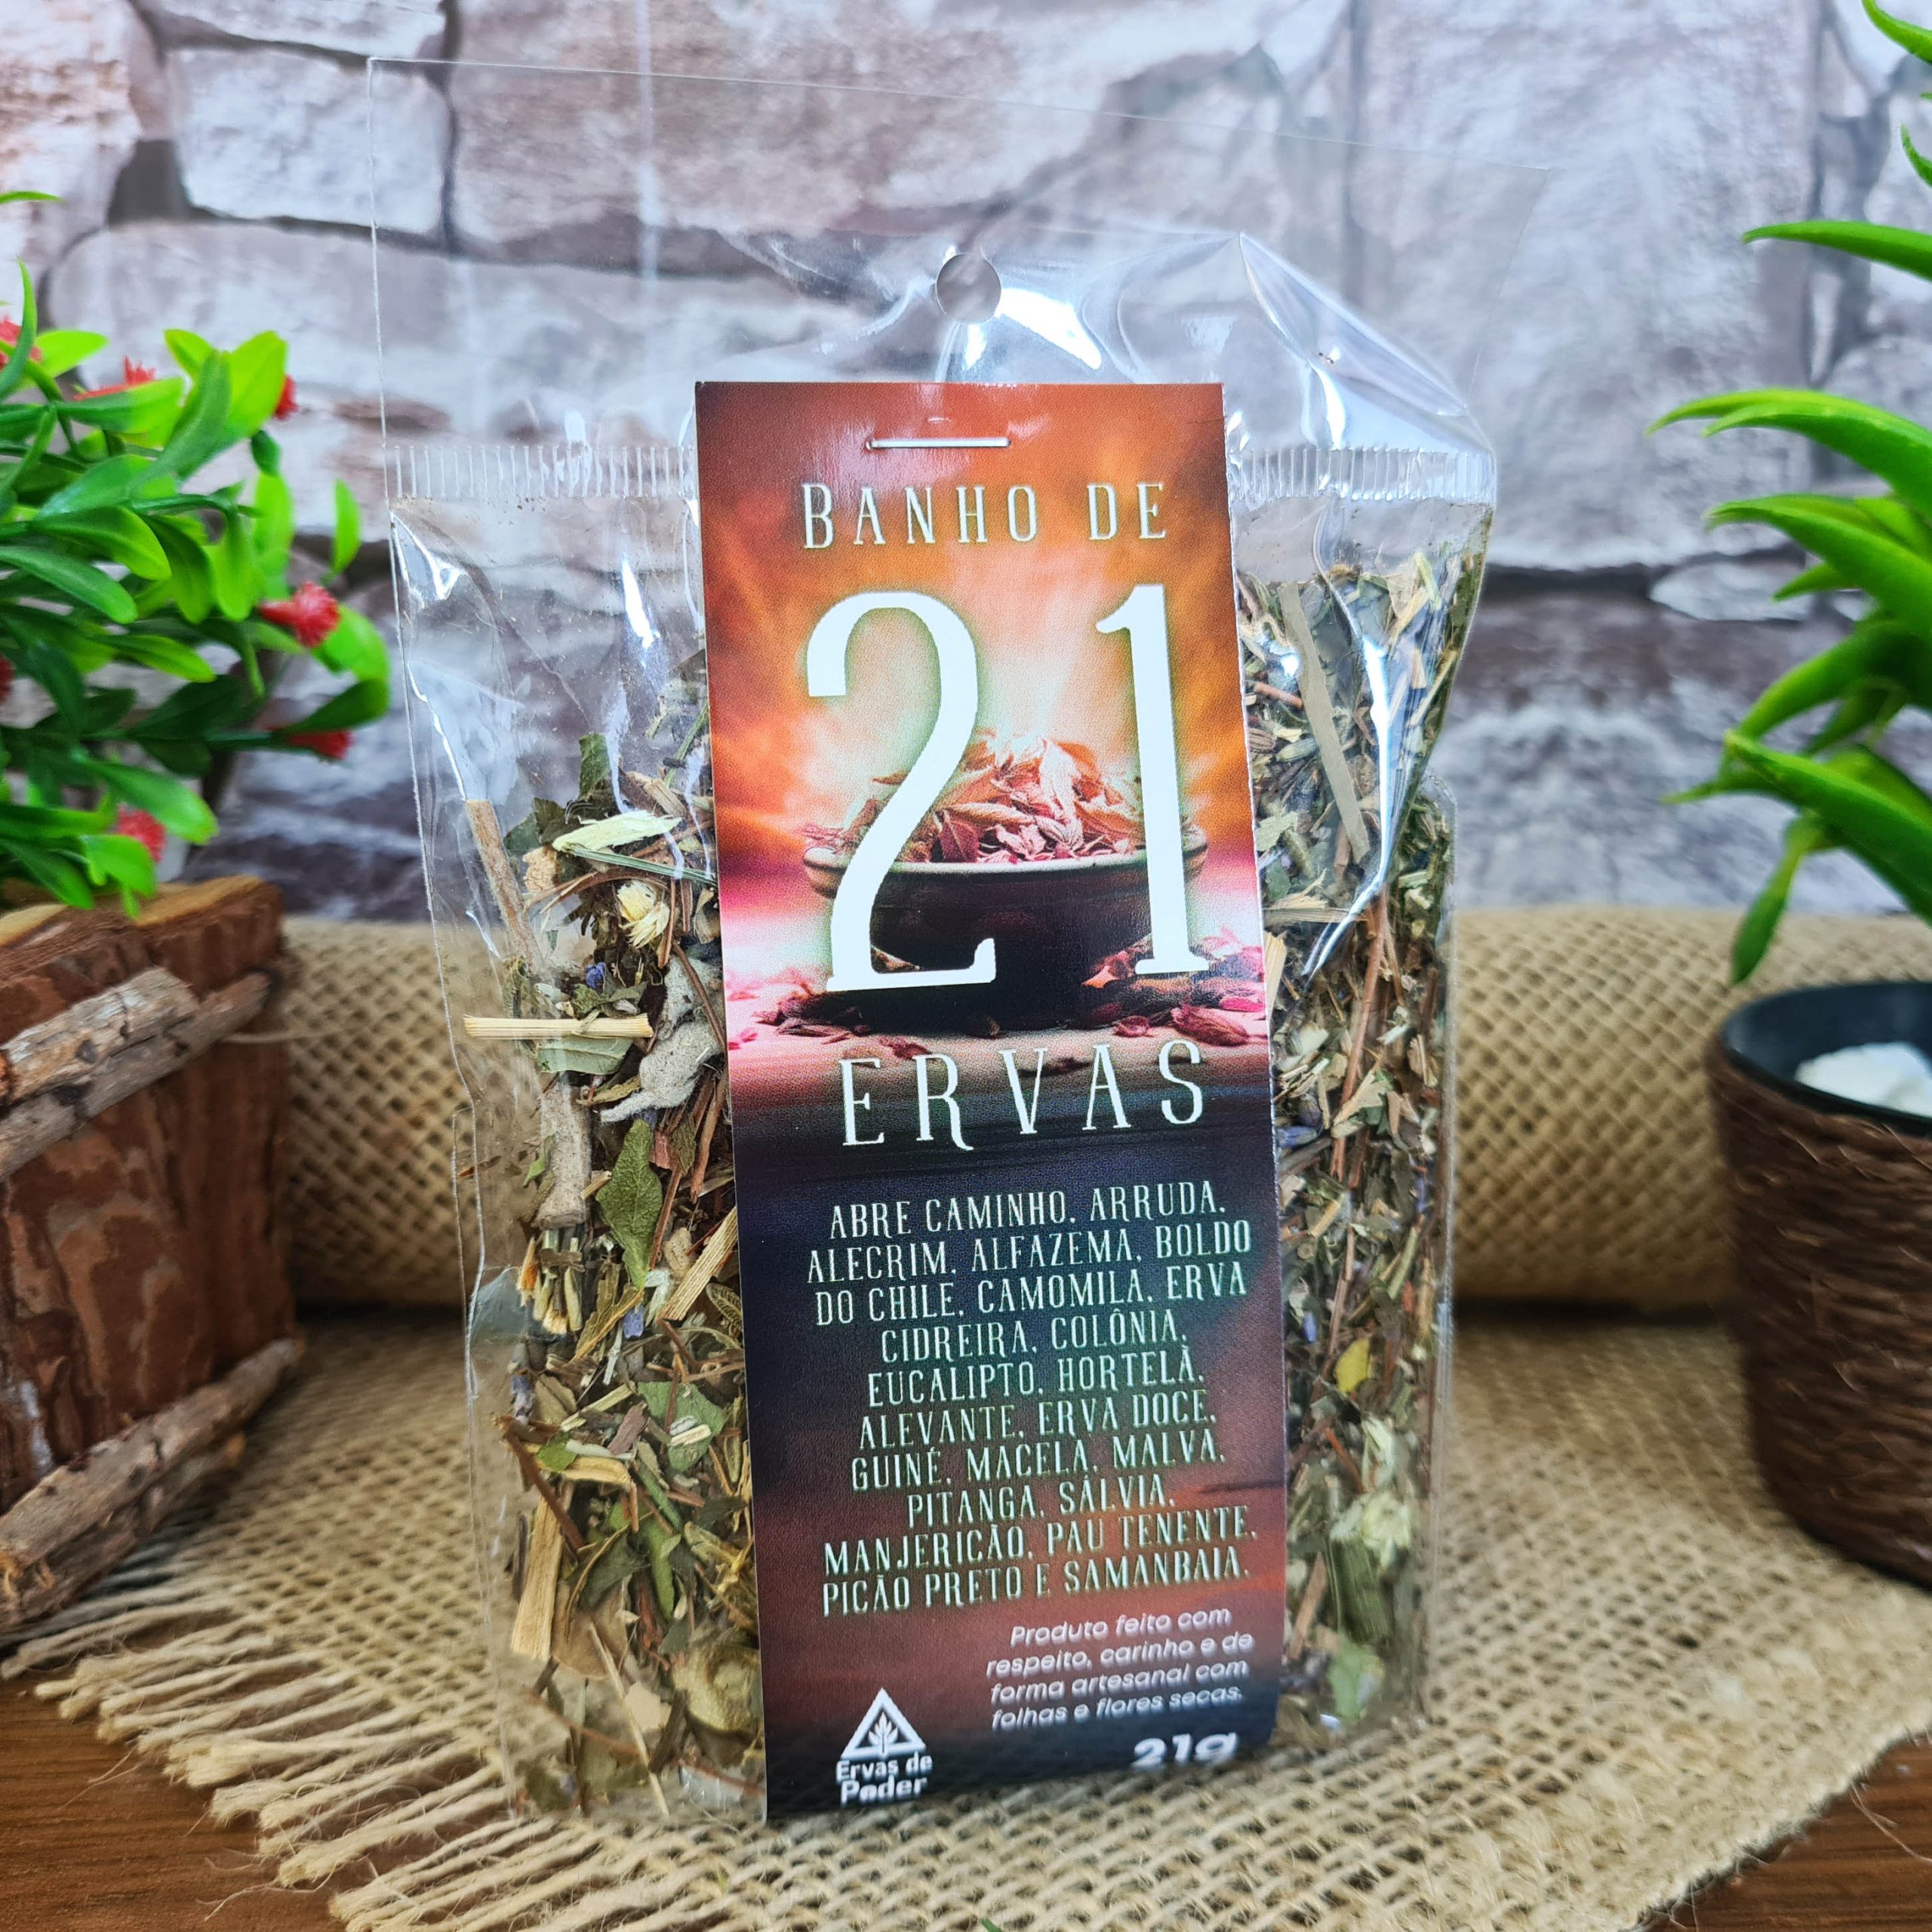 BANHO DE
21
ERVAS
ABRE CAMINHO, ARRUDA,
ALECRIM, ALFAZEMA, BOLDO
DO CHILE, CAMOMILA, ERVA
CIDREIRA, COLÔNIA,
EUCALIPTO, HORTELÃ,
ALEVANTE, ERVA DOCE,
GUINÉ, MACELA, MALVA,
PITANGA, SÁLVIA,
MANJERICÃO, PAU TENENTE,
PICÃO PRETO E SAMANBAIA.
Produto feito com
respeito, carinho e de
forma artesanal com
folhas e flores secas.
Ervas de
Poder
21g